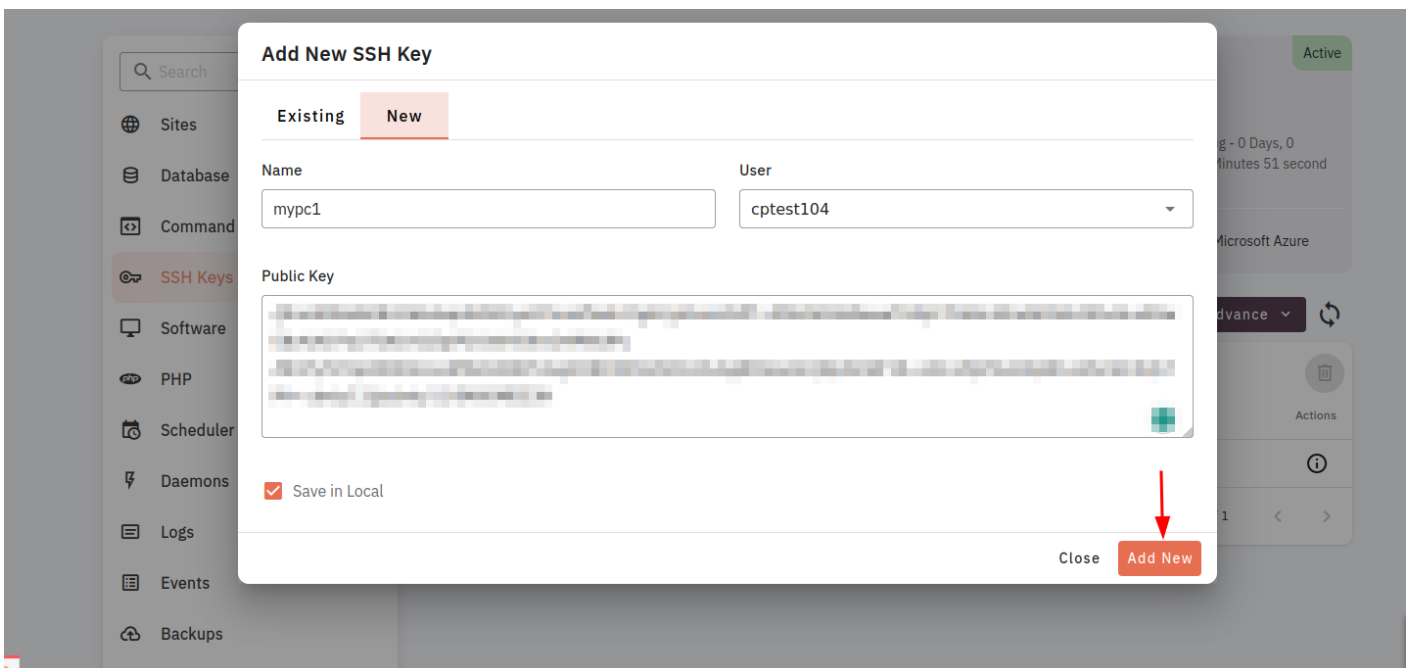 Add New SSH Key
Active
Search
Existing
New
Sites
g - 0 Days, 0
Minutes 51 second
Name
User
Database
mypc1
cptest104
Command
Microsoft Azure
SSH Keys
Public Key
dvance
Software
PHP
Actions
Scheduler
Daemons
Save in Local
Logs
1
Close
Add New
Events
Backups